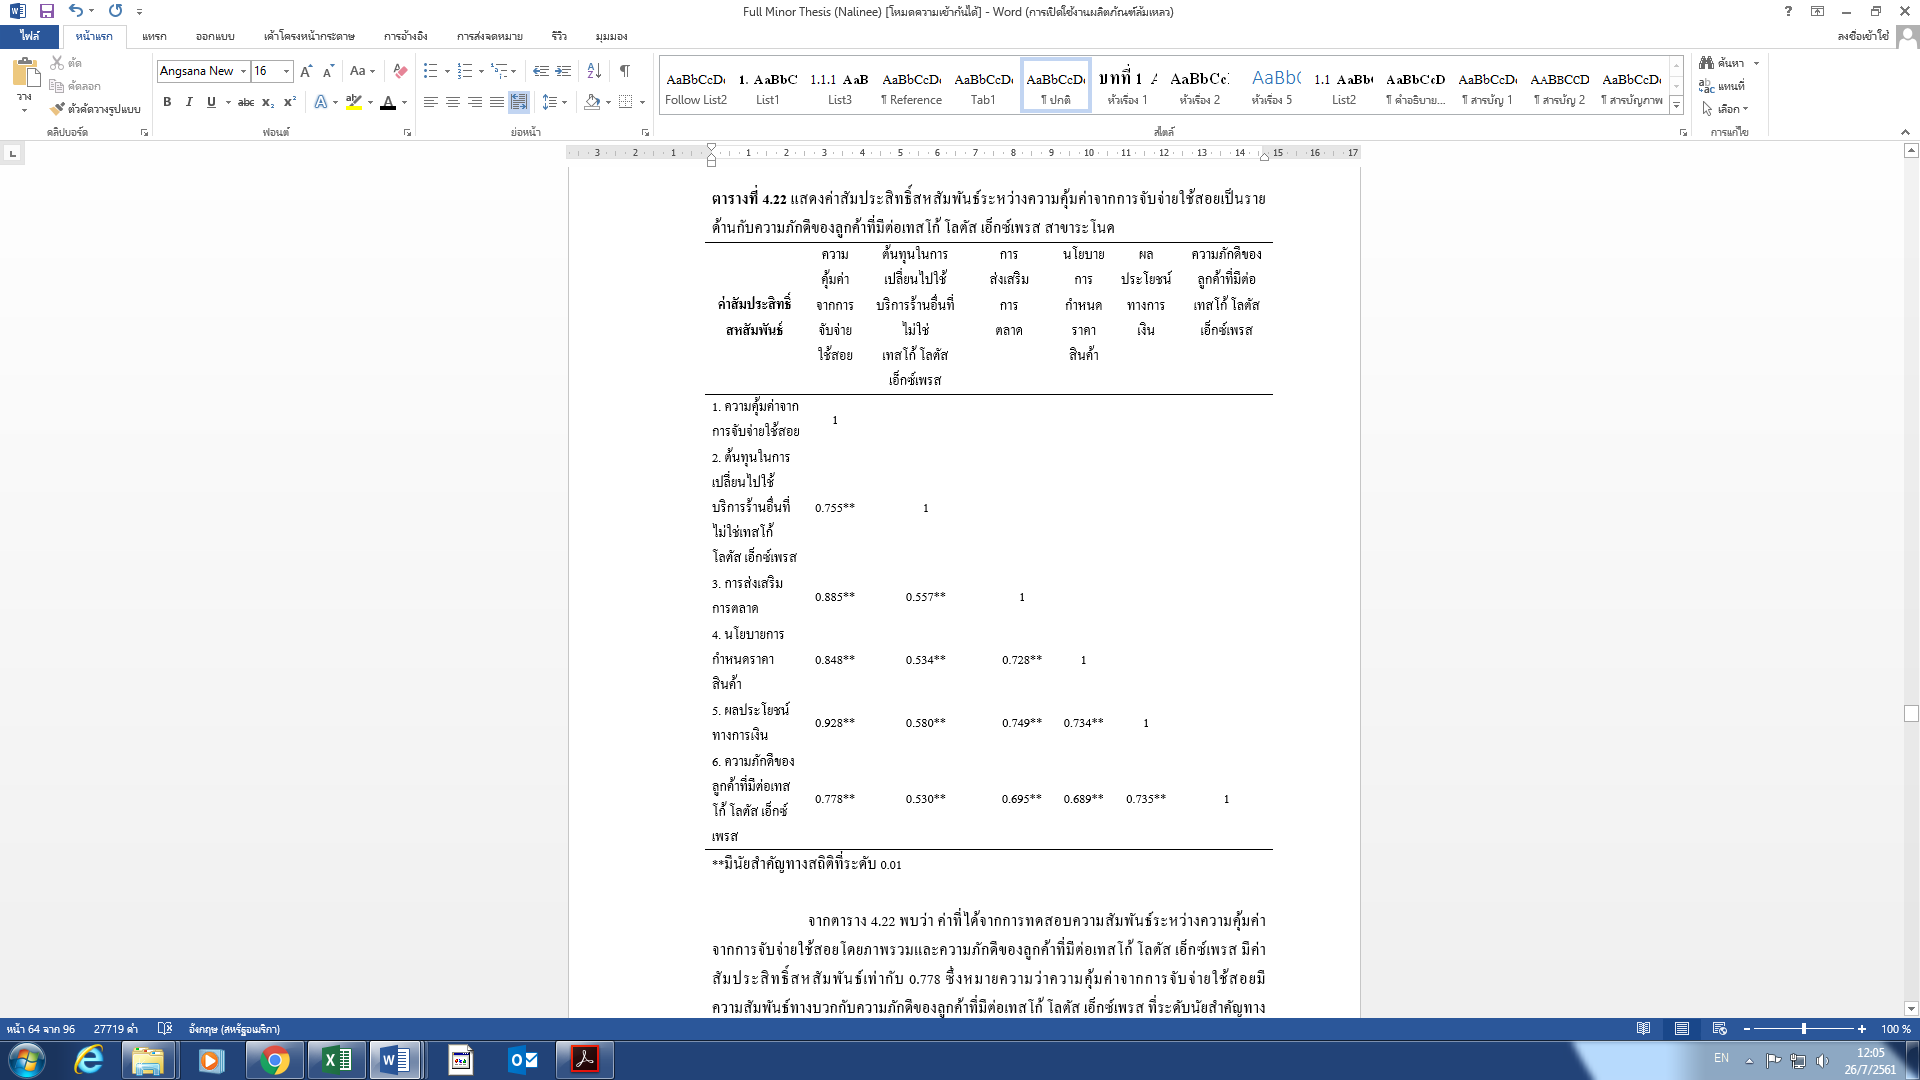 Full Minor Thesis (Nalinee) [โหมดความเข้ากันได้] - Word (การเปิดใช้งานผลิตภัณฑ์ล้มเหลว)
ไฟล์ หน้าแรก แทรก ออกแบบ เค้าโครงหน้ากระดาษ การอ้างอิง การส่งจดหมาย รีวิว มุมมอง ลงชื่อเข้าใช้
วาง
ตัด
คัดลอก
ตัวคัดวางรูปแบบ
คลิปบอร์ด
Angsana New 16
ฟอนต์
ย่อหน้า
AaBbCcDc 1. AaBbC 1.1.1 AaB AaBbCcDc AaBbCcDc AaBbCcDc บทที่ 1 A AaBbCc AaBbC 1.1 AaBb AaBbCcD AaBbCcDc AABBCCD AaBbCcDc
Follow List2 List1 List3 ¶ Reference Tab1 ¶ ปกติ หัวเรื่อง 1 หัวเรื่อง 2 หัวเรื่อง 5 List2 ¶ คำอธิบาย... ¶ สารบัญ 1 ¶ สารบัญ 2 ¶ สารบัญภาพ
สไตล์
ค้นหา
แทนที่
เลือก
การแก้ไข
3 2 1 1 2 3 4 5 6 7 8 9 10 11 12 13 14 15 16 17
ตารางที่ 4.22 แสดงค่าสัมประสิทธิ์สหสัมพันธ์ระหว่างความคุ้มค่าจากการจับจ่ายใช้สอยเป็นราย
ด้านกับความภักดีของลูกค้าที่มีต่อเทสโก้ โลตัส เอ็กซ์เพรส สาขาระโนด
ค่าสัมประสิทธิ์
สหสัมพันธ์
ความ
คุ้มค่า
จากการ
จับจ่าย
ใช้สอย
ต้นทุนในการ
เปลี่ยนไปใช้
บริการร้านอื่นที่
ไม่ใช่
เทสโก้ โลตัส
เอ็กซ์เพรส
การ
ส่งเสริม
การ
ตลาด
นโยบาย
การ
กำหนด
ราคา
สินค้า
ผล
ประโยชน์
ทางการ
เงิน
ความภักดีของ
ลูกค้าที่มีต่อ
เทสโก้ โลตัส
เอ็กซ์เพรส
1. ความคุ้มค่าจาก
การจับจ่ายใช้สอย
1
2. ต้นทุนในการ
เปลี่ยนไปใช้
บริการร้านอื่นที่
ไม่ใช่เทสโก้
โลตัส เอ็กซ์เพรส
0.755** 1
3. การส่งเสริม
การตลาด
0.885** 0.557** 1
4. นโยบายการ
กำหนดราคา
สินค้า
0.848** 0.534** 0.728** 1
5. ผลประโยชน์
ทางการเงิน
0.928** 0.580** 0.749** 0.734** 1
6. ความภักดีของ
ลูกค้าที่มีต่อเทส
โก้ โลตัส เอ็กซ์
เพรส
0.778** 0.530** 0.695** 0.689** 0.735** 1
**มีนัยสำคัญทางสถิติที่ระดับ 0.01
จากตาราง 4.22 พบว่า ค่าที่ได้จากการทดสอบความสัมพันธ์ระหว่างความคุ้มค่า
จากการจับจ่ายใช้สอยโดยภาพรวมและความภักดีของลูกค้าที่มีต่อเทสโก้ โลตัส เอ็กซ์เพรส มีค่า
สัมประสิทธิ์สหสัมพันธ์เท่ากับ 0.778 ซึ่งหมายความว่าความคุ้มค่าจากการจับจ่ายใช้สอยมี
ความสัมพันธ์ทางบวกกับความภักดีของลูกค้าที่มีต่อเทสโก้ โลตัส เอ็กซ์เพรส ที่ระดับนัยสำคัญทาง
หน้า 64 จาก 96 27719 คำ อังกฤษ (สหรัฐอเมริกา) 100 %
EN
12:05
26/7/2561